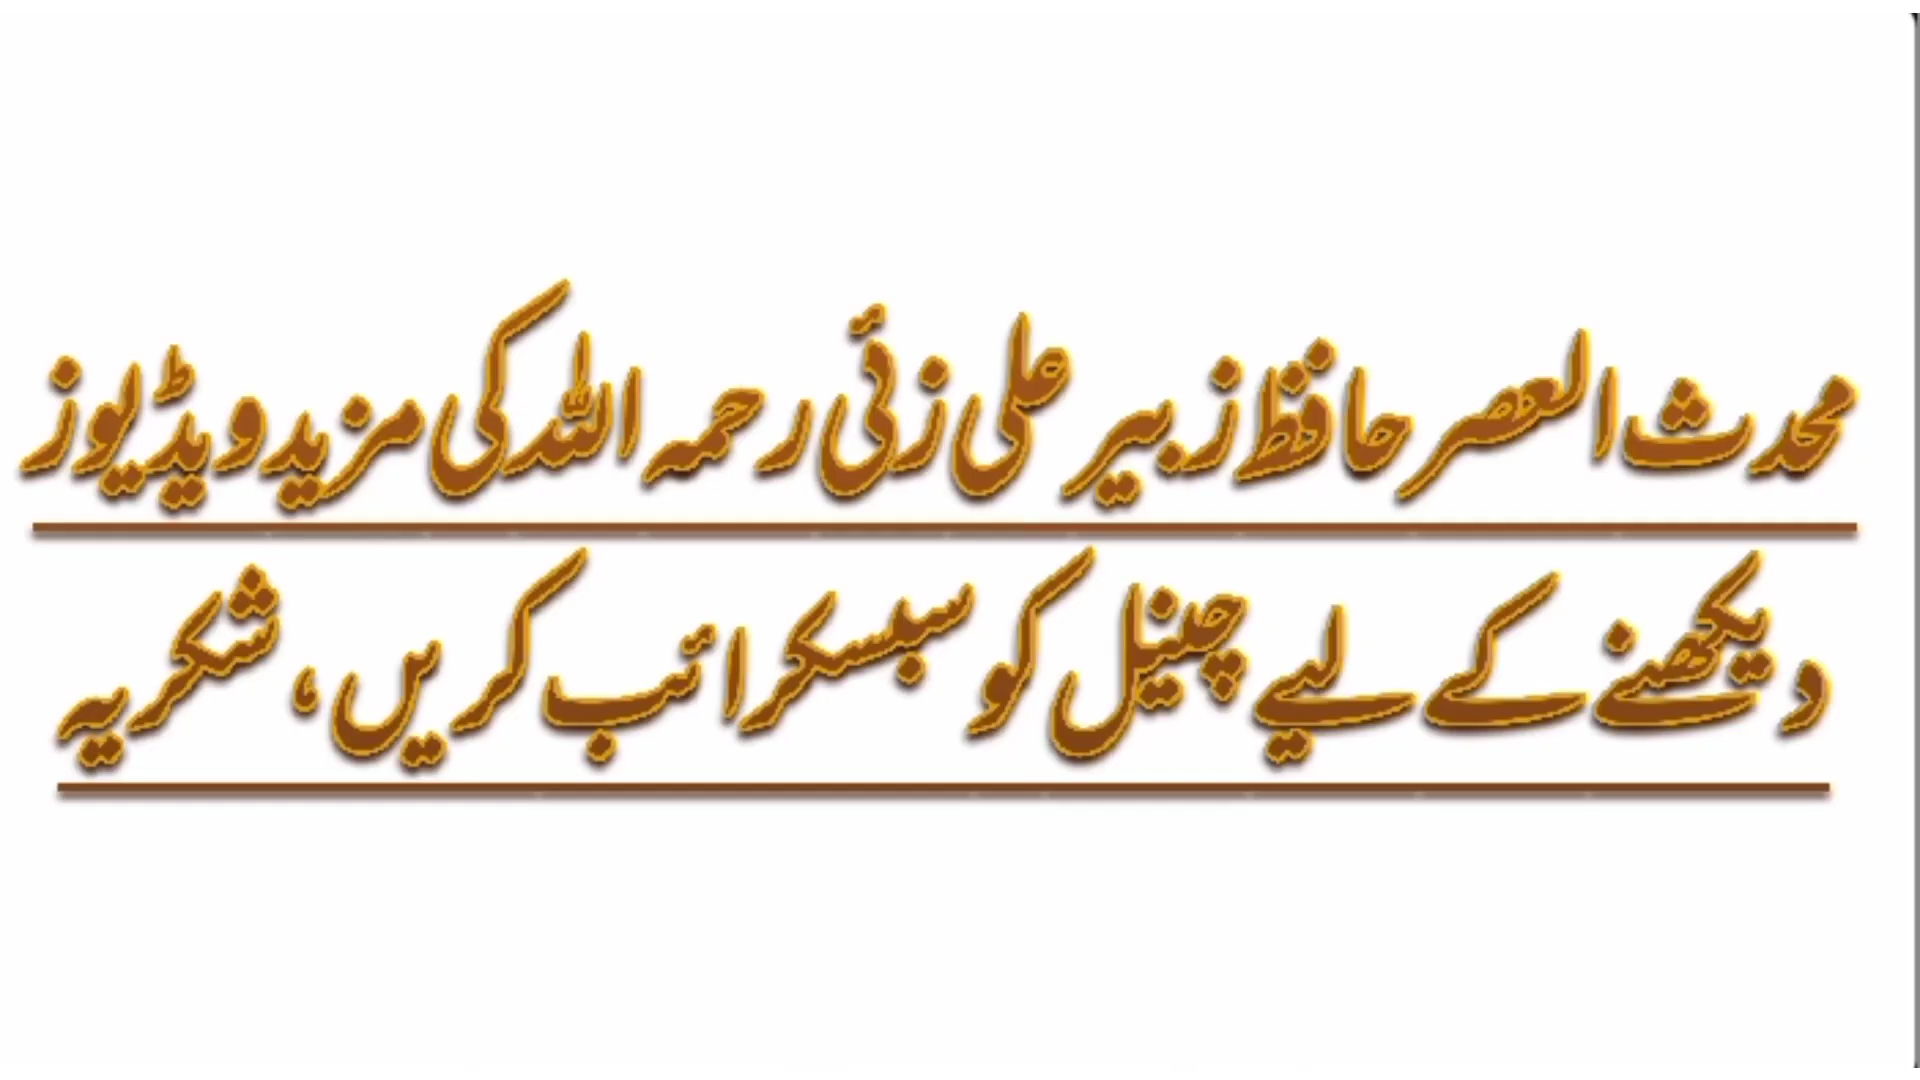 محدث العصر حافظ زبیر علی زئی رحمہ اللہ کی مزید ویڈیوز
دیکھنے کے لیے چینل کو سبسکرائب کریں، شکریہ